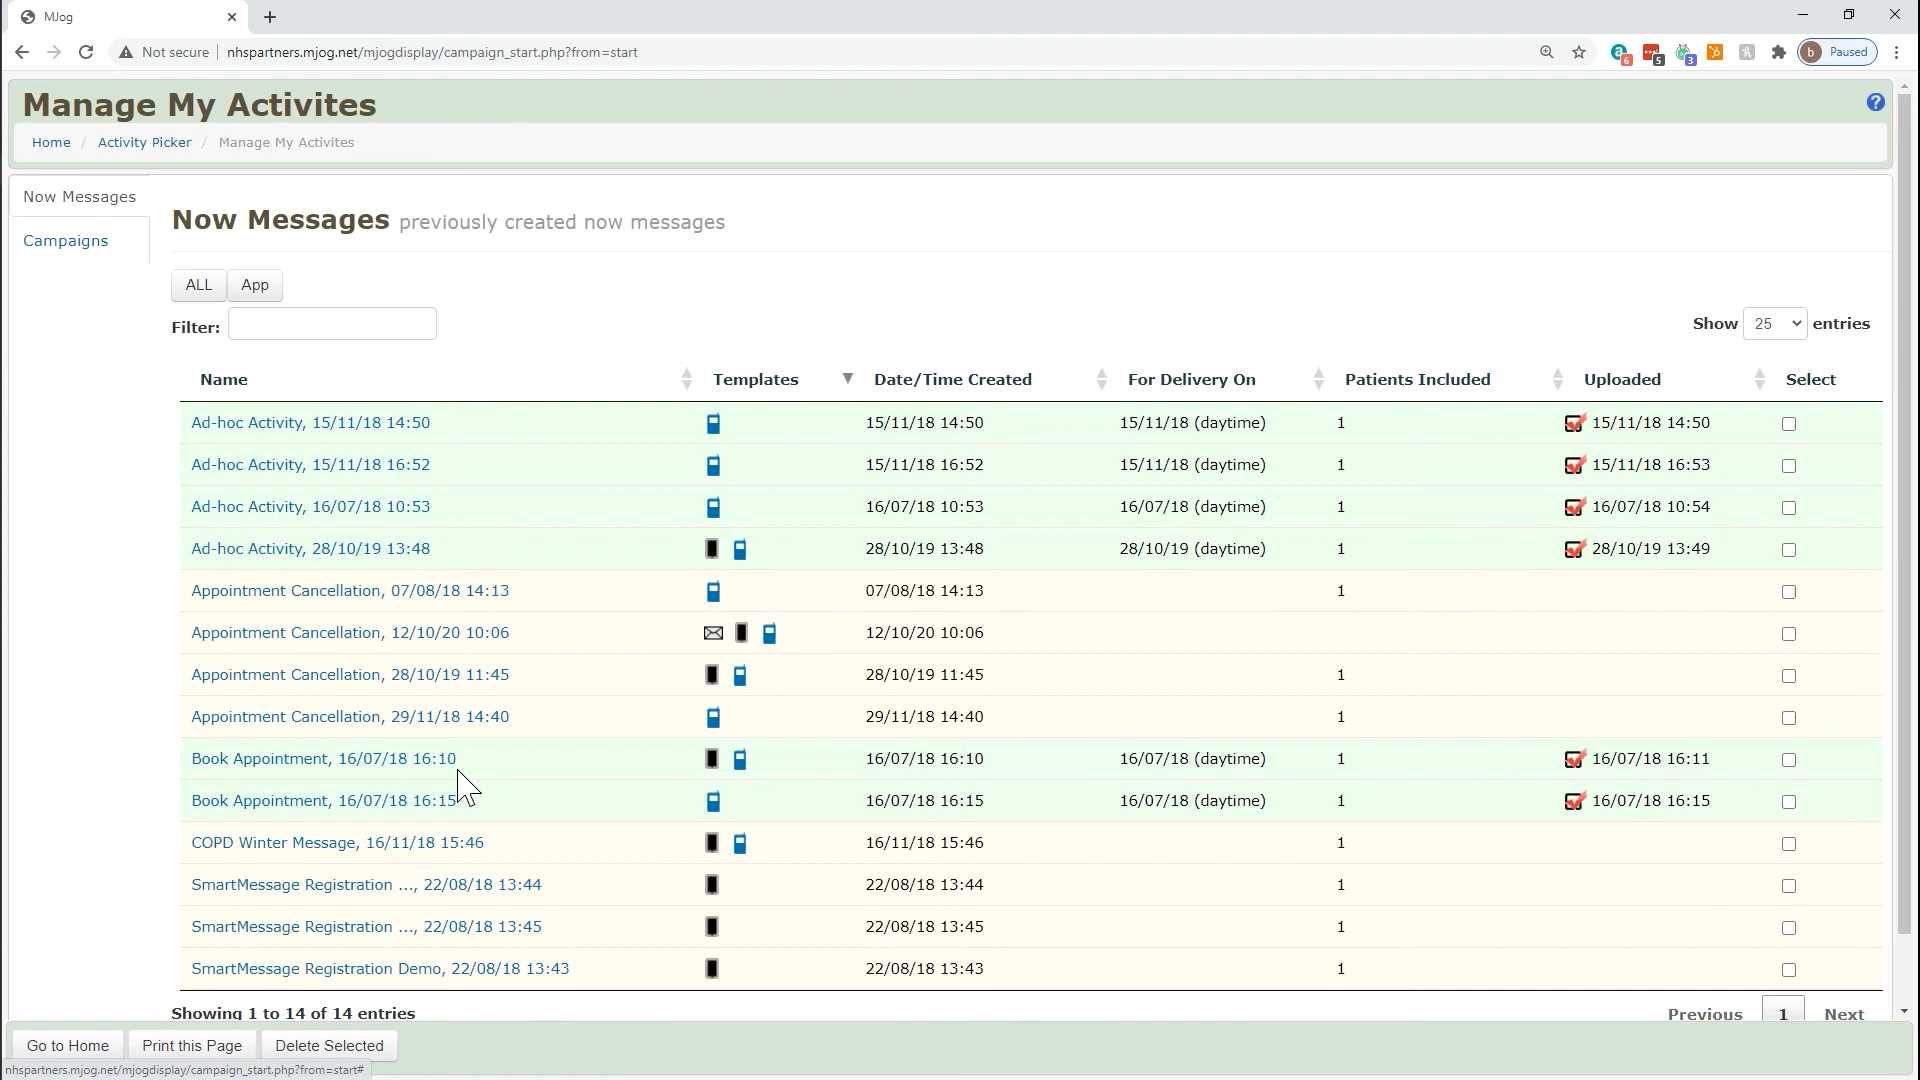 MJog
Not secure nhspartners.mjog.net/mjogdisplay/campaign_start.php?from=start
6 5 3 b Paused
Manage My Activites
Home / Activity Picker / Manage My Activites
Now Messages
Campaigns
Now Messages previously created now messages
ALL App
Filter:
Show 25 entries
Name Templates Date/Time Created For Delivery On Patients Included Uploaded Select
Ad-hoc Activity, 15/11/18 14:50 15/11/18 14:50 15/11/18 (daytime) 1 15/11/18 14:50
Ad-hoc Activity, 15/11/18 16:52 15/11/18 16:52 15/11/18 (daytime) 1 15/11/18 16:53
Ad-hoc Activity, 16/07/18 10:53 16/07/18 10:53 16/07/18 (daytime) 1 16/07/18 10:54
Ad-hoc Activity, 28/10/19 13:48 28/10/19 13:48 28/10/19 (daytime) 1 28/10/19 13:49
Appointment Cancellation, 07/08/18 14:13 07/08/18 14:13 1
Appointment Cancellation, 12/10/20 10:06 12/10/20 10:06
Appointment Cancellation, 28/10/19 11:45 28/10/19 11:45 1
Appointment Cancellation, 29/11/18 14:40 29/11/18 14:40 1
Book Appointment, 16/07/18 16:10 16/07/18 16:10 16/07/18 (daytime) 1 16/07/18 16:11
Book Appointment, 16/07/18 16:15 16/07/18 16:15 16/07/18 (daytime) 1 16/07/18 16:15
COPD Winter Message, 16/11/18 15:46 16/11/18 15:46 1
SmartMessage Registration ..., 22/08/18 13:44 22/08/18 13:44 1
SmartMessage Registration ..., 22/08/18 13:45 22/08/18 13:45 1
SmartMessage Registration Demo, 22/08/18 13:43 22/08/18 13:43 1
Showing 1 to 14 of 14 entries
Previous 1 Next
Go to Home Print this Page Delete Selected
nhspartners.mjog.net/mjogdisplay/campaign_start.php?from=start#